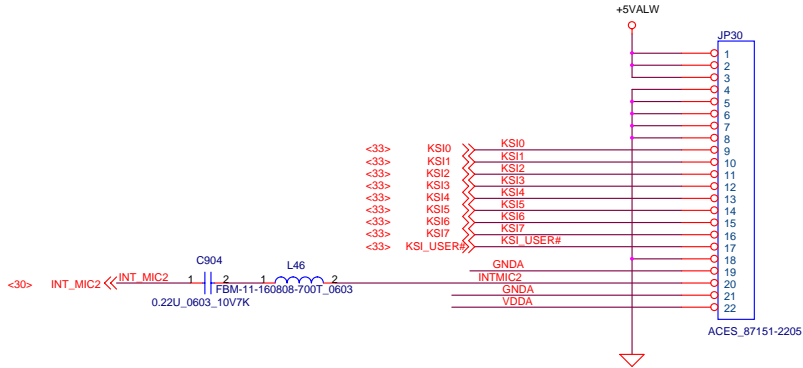 +5VALW
JP30
1
2
3
4
5
6
7
8
<33> KSI0 KSI0 9
<33> KSI1 KSI1 10
<33> KSI2 KSI2 11
<33> KSI3 KSI3 12
<33> KSI4 KSI4 13
<33> KSI5 KSI5 14
<33> KSI6 KSI6 15
<33> KSI7 KSI7 16
<33> KSI_USER# KSI_USER# 17
18
C904 L46 GNDA 19
<30> INT_MIC2 INT_MIC2 1 2 1 2 INTMIC2 20
FBM-11-160808-700T_0603 GNDA 21
0.22U_0603_10V7K VDDA 22
ACES_87151-2205